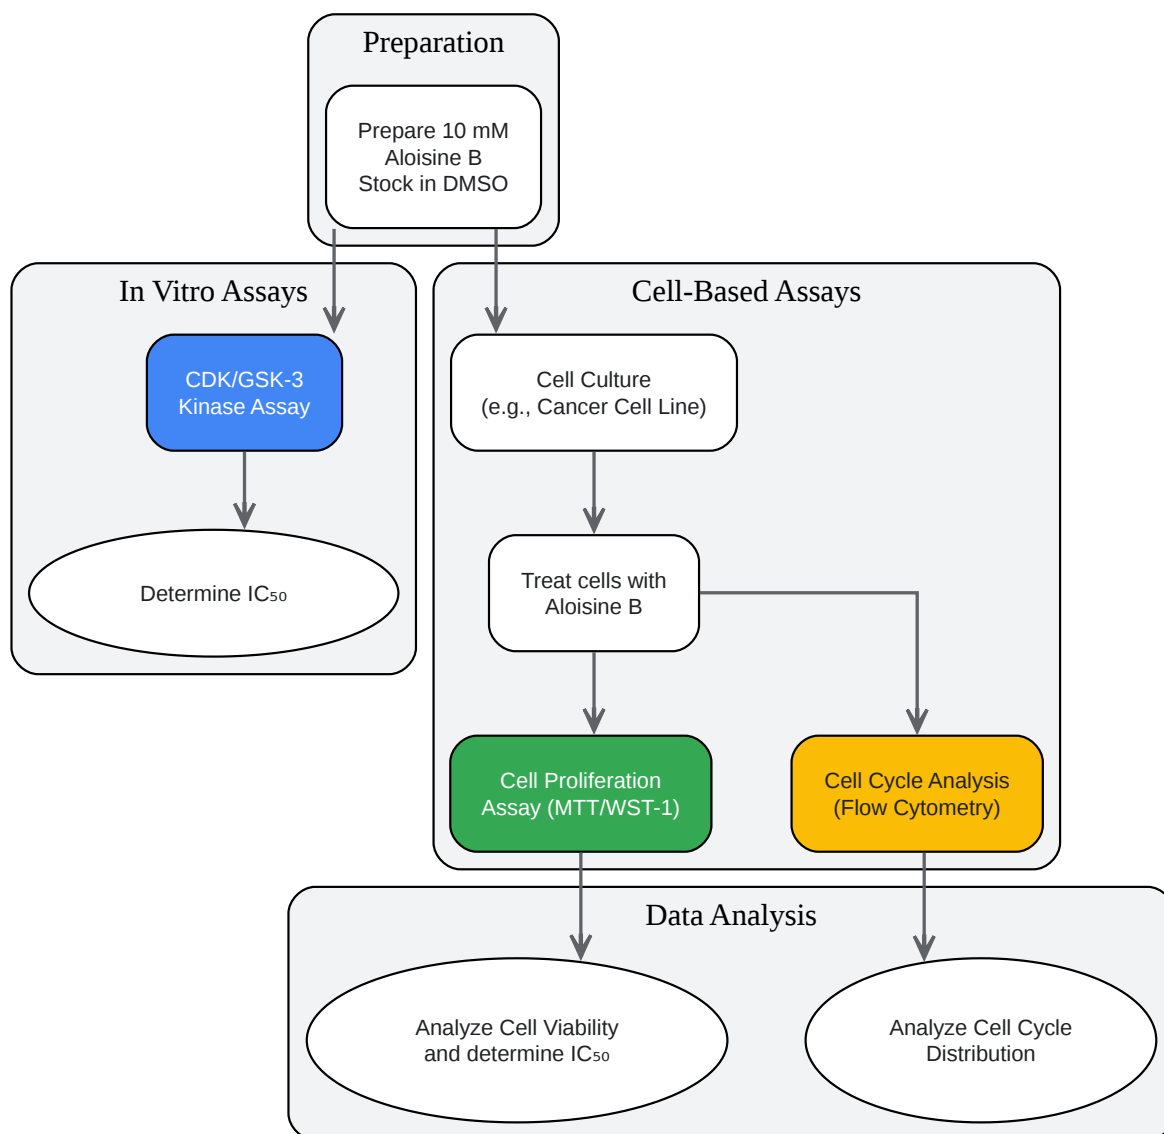 Preparation
Prepare 10 mM
Aloisine B
Stock in DMSO
In Vitro Assays
CDK/GSK-3
Kinase Assay
Determine IC₅₀
Cell-Based Assays
Cell Culture
(e.g., Cancer Cell Line)
Treat cells with
Aloisine B
Cell Proliferation
Assay (MTT/WST-1)
Cell Cycle Analysis
(Flow Cytometry)
Data Analysis
Analyze Cell Viability
and determine IC₅₀
Analyze Cell Cycle
Distribution